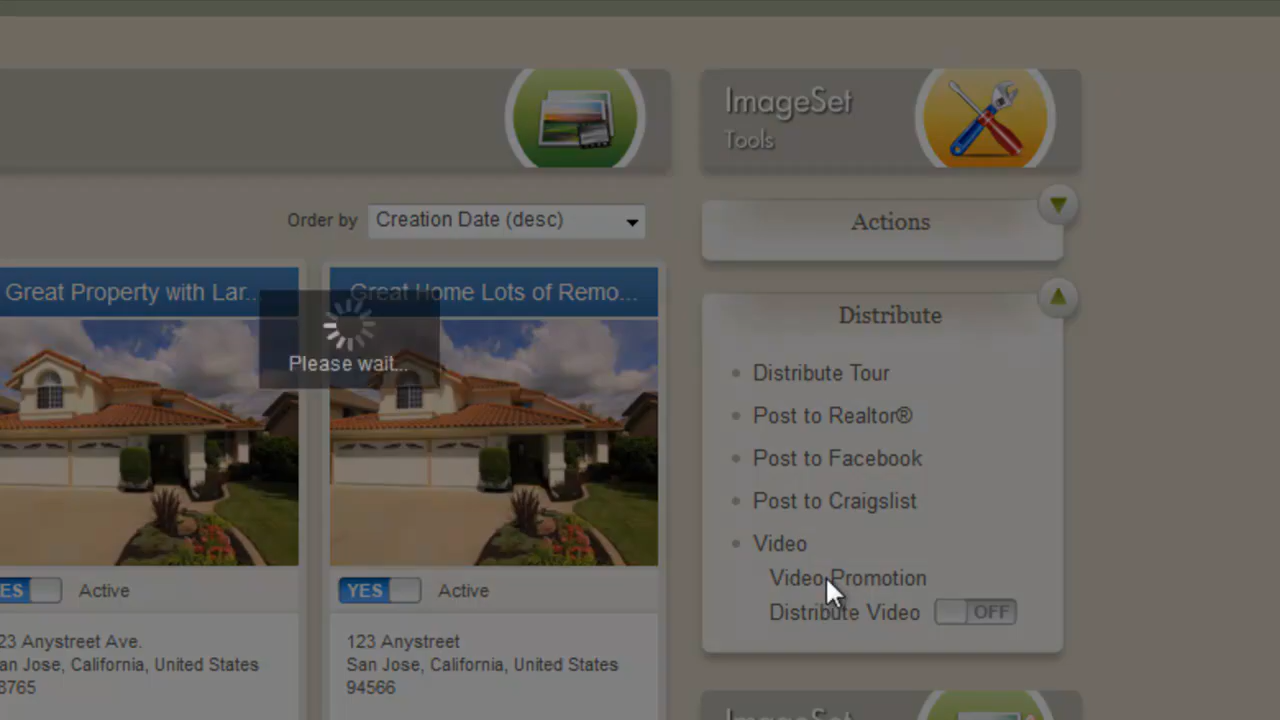 ImageSet
Tools
Order by Creation Date (desc)
Actions
Great Property with Lar...
Great Home Lots of Remo...
Please wait...
Distribute
Distribute Tour
Post to Realtor®
Post to Facebook
Post to Craigslist
Video
Video Promotion
Distribute Video OFF
ES Active
YES Active
23 Anystreet Ave.
an Jose, California, United States
8765
123 Anystreet
San Jose, California, United States
94566
ImageSet